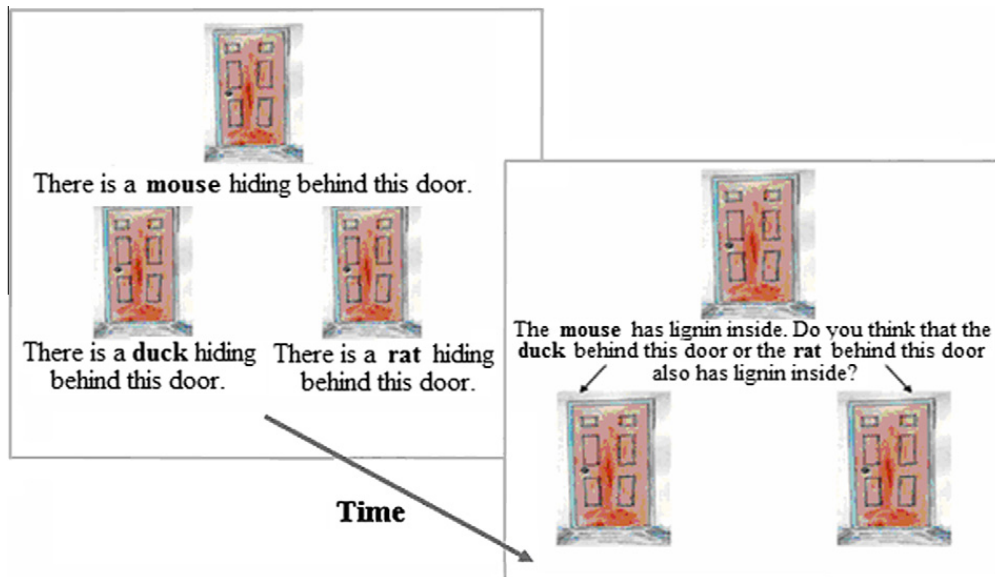 There is a mouse hiding behind this door.
There is a duck hiding
behind this door.
There is a rat hiding
behind this door.
The mouse has lignin inside. Do you think that the
duck behind this door or the rat behind this door
also has lignin inside?
Time